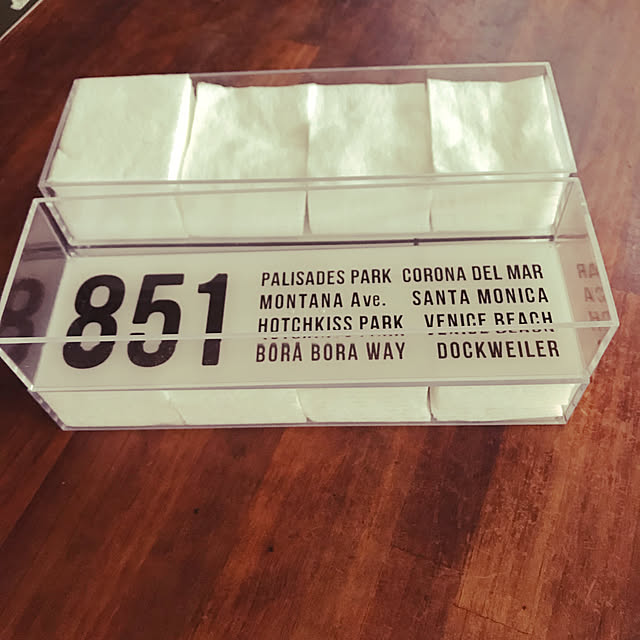 851
PALISADES PARK CORONA DEL MAR
MONTANA Ave. SANTA MONICA
HOTCHKISS PARK VENICE BEACH
BORA BORA WAY DOCKWEILER